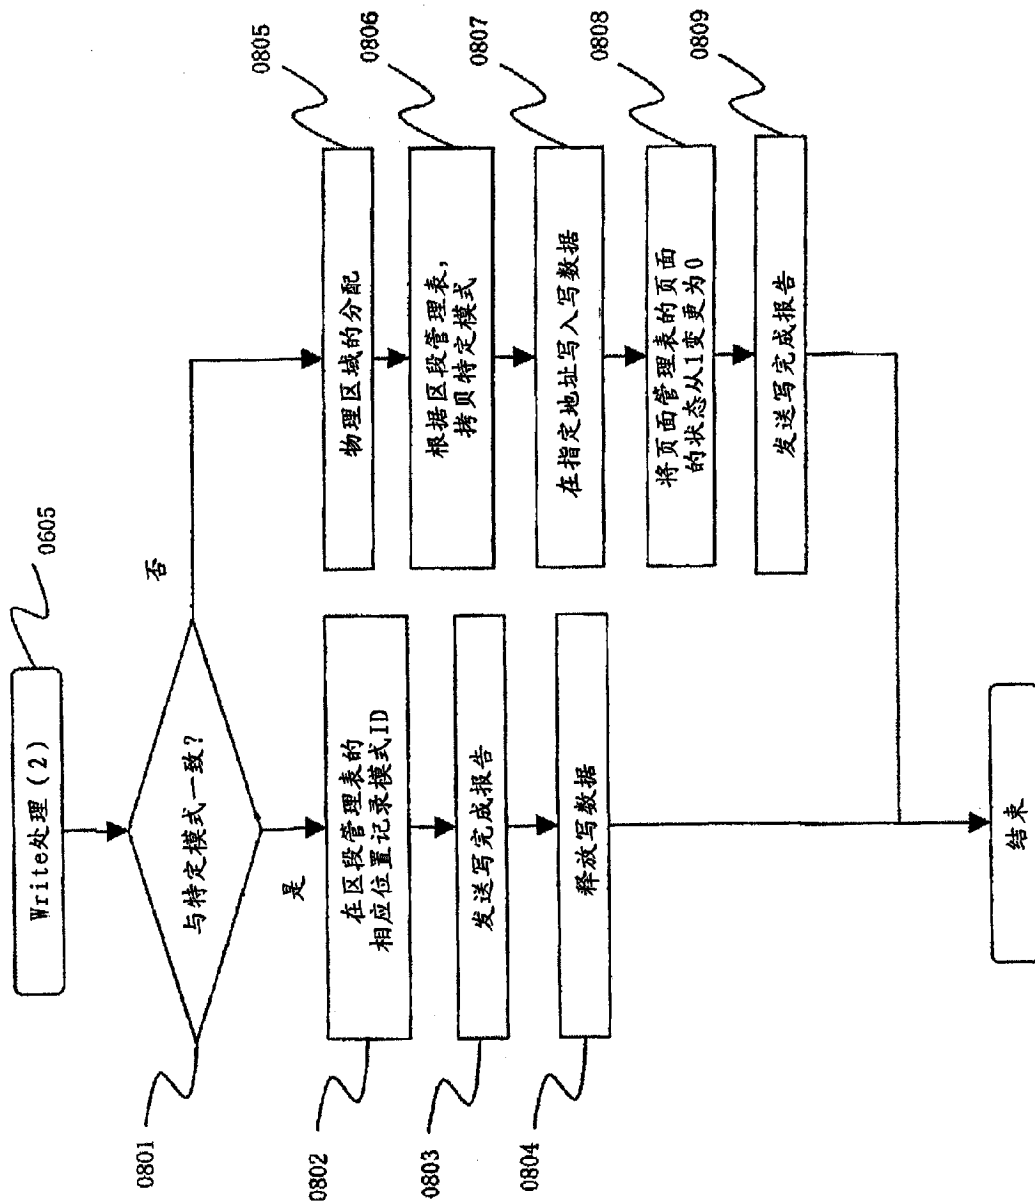 Write处理(2)
0605
与特定模式一致?
0801
是
否
在区段管理表的
相应位置记录模式ID
0802
发送写完成报告
0803
释放写数据
0804
物理区域的分配
0805
根据区段管理表，
拷贝特定模式
0806
在指定地址写入写数据
0807
将页面管理表的页面
的状态从1变更为0
0808
发送写完成报告
0809
结束